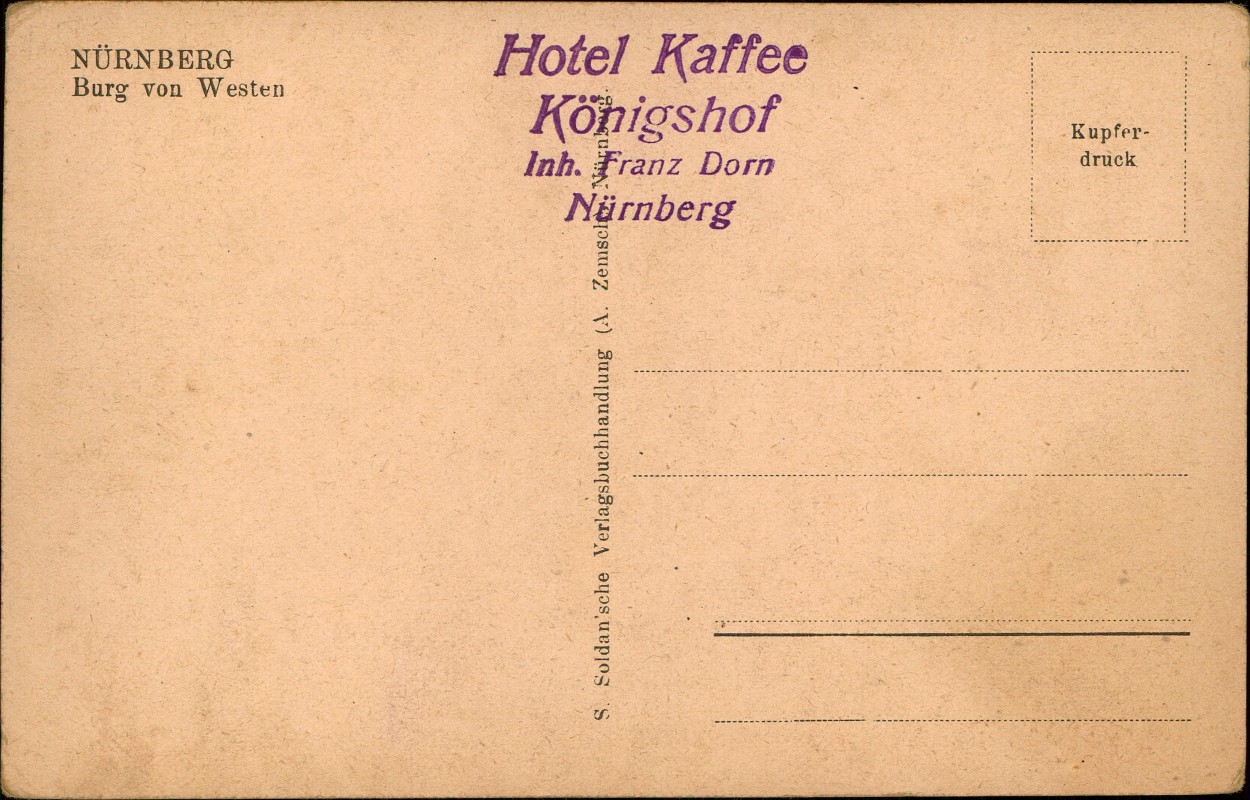 NÜRNBERG
Burg von Westen
Hotel Kaffee
Königshof
Inh. Franz Dorn
Nürnberg
Kupfer-
druck
S. Soldan'sche Verlagsbuchhandlung (A. Zemsch) Nürnberg.